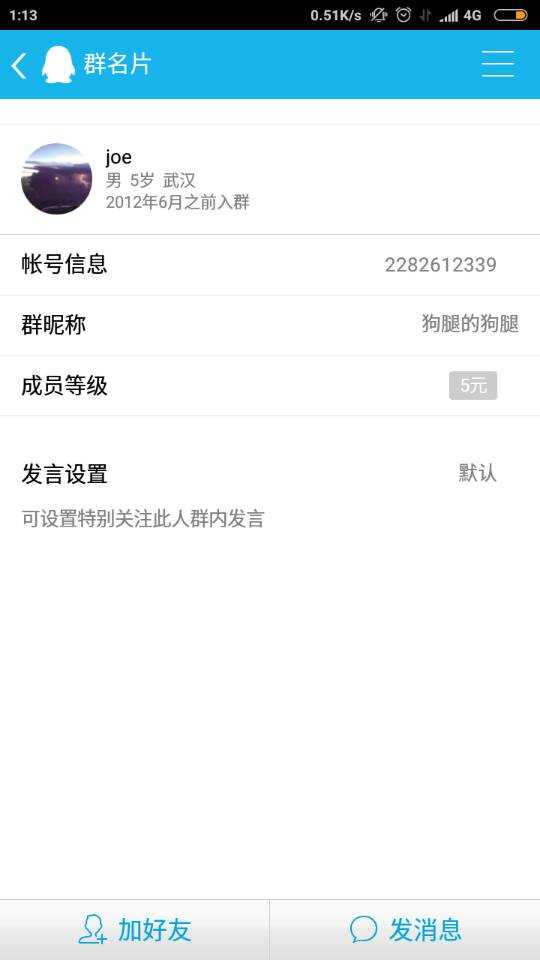 1:13 0.51K/s 4G
群名片
joe
男 5岁 武汉
2012年6月之前入群
帐号信息 2282612339
群昵称 狗腿的狗腿
成员等级 5元
发言设置 默认
可设置特别关注此人群内发言
加好友 发消息